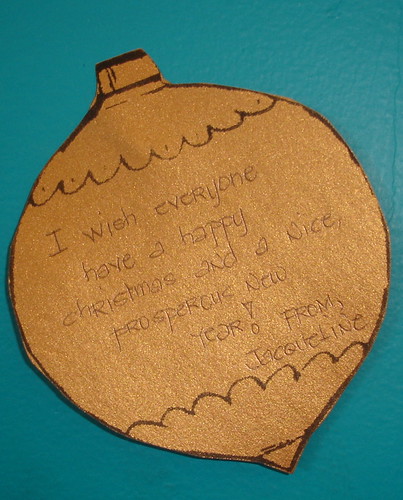 I wish everyone
have a happy
christmas and a nice,
prosperous new
year! From,
Jacqueline